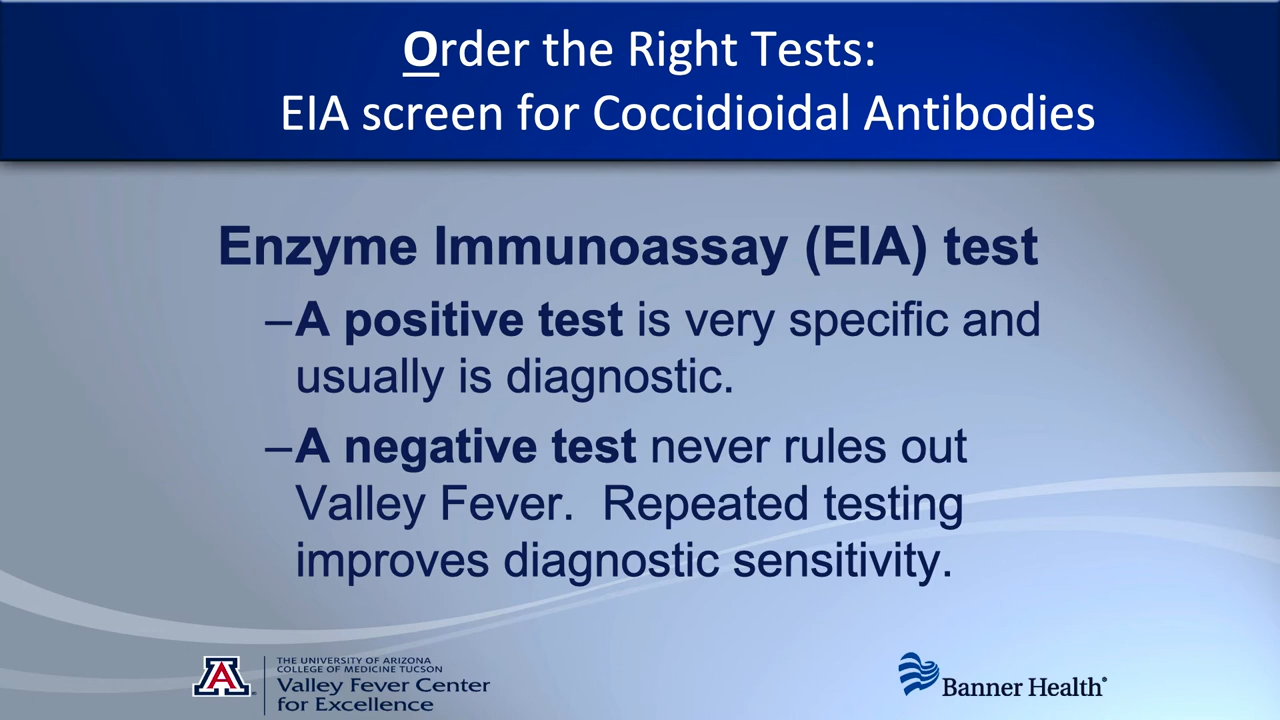 Order the Right Tests:
EIA screen for Coccidioidal Antibodies
Enzyme Immunoassay (EIA) test
–A positive test is very specific and
usually is diagnostic.
–A negative test never rules out
Valley Fever.  Repeated testing
improves diagnostic sensitivity.
A
THE UNIVERSITY OF ARIZONA
COLLEGE OF MEDICINE TUCSON
Valley Fever Center
for Excellence
Banner Health®